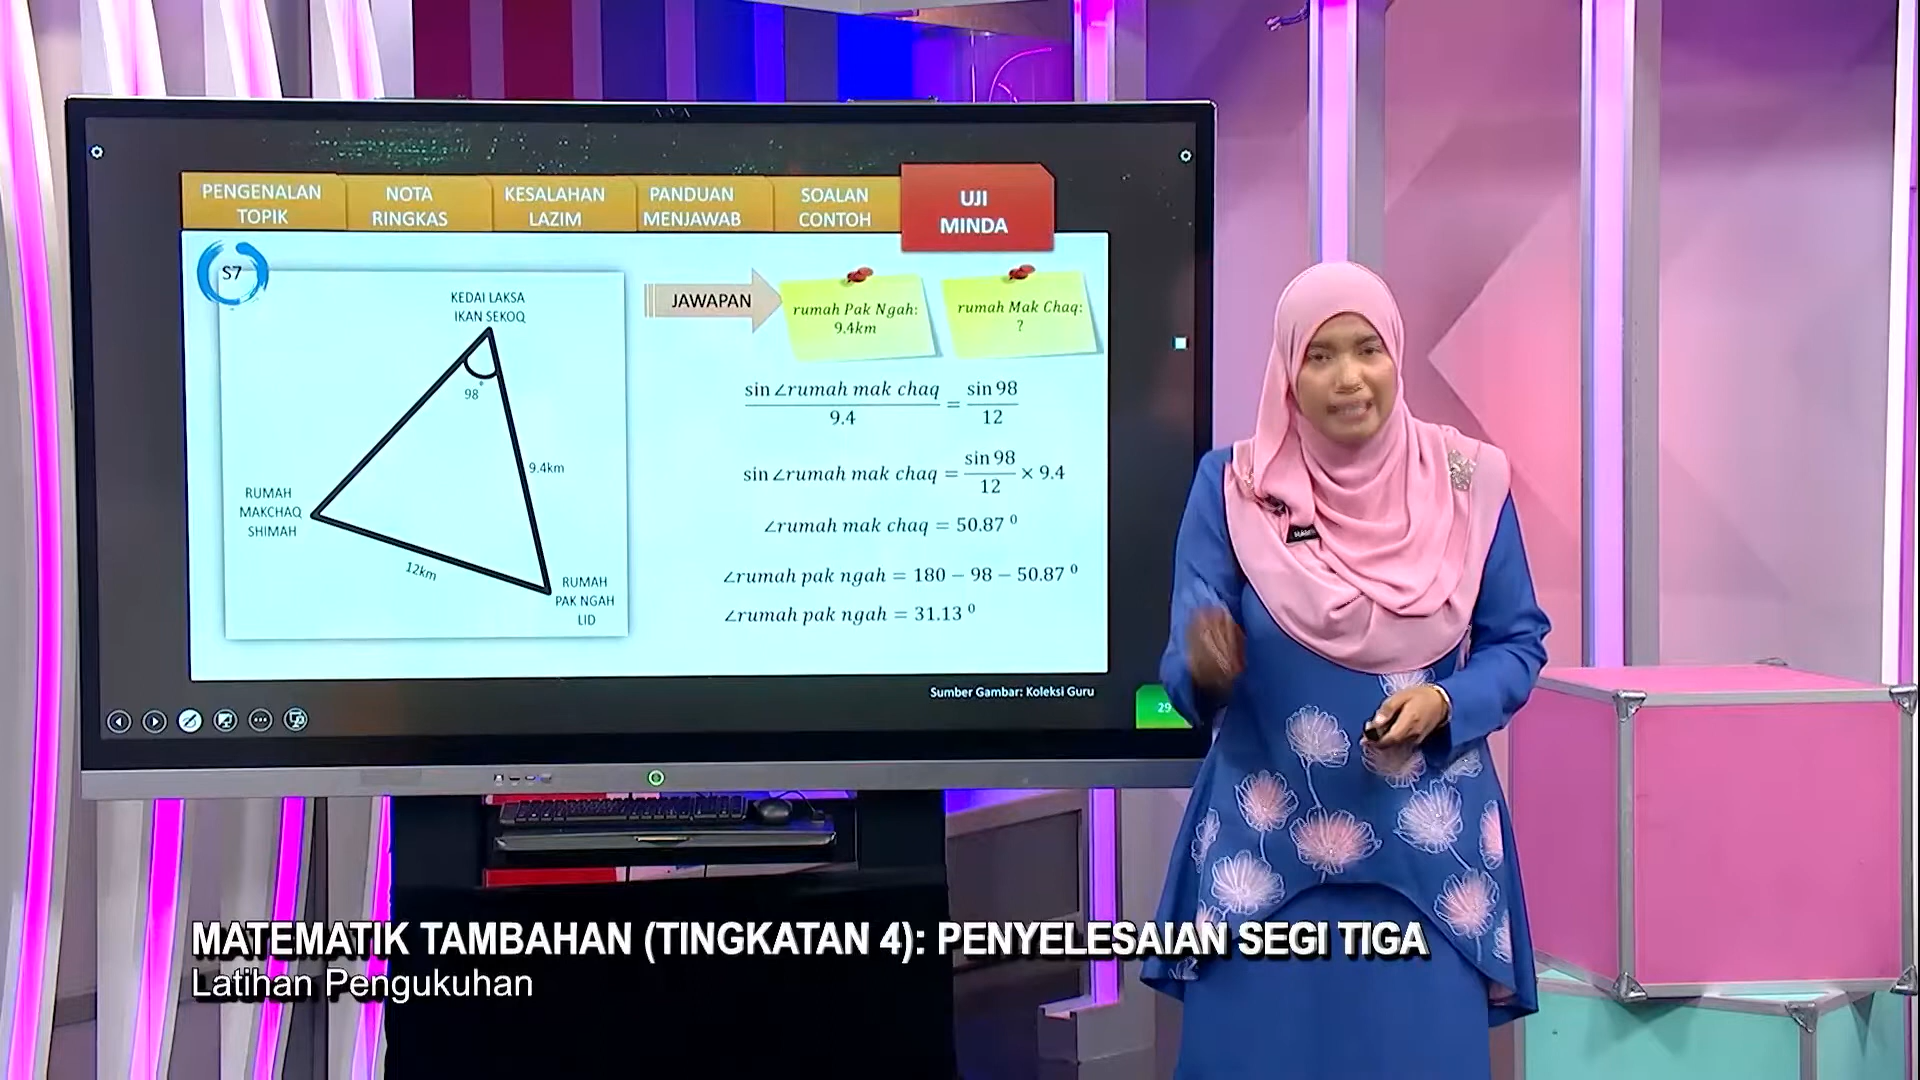 PENGENALAN
TOPIK
NOTA
RINGKAS
KESALAHAN
LAZIM
PANDUAN
MENJAWAB
SOALAN
CONTOH
UJI
MINDA
S7
KEDAI LAKSA
IKAN SEKOQ
98°
9.4km
RUMAH
MAKCHAQ
SHIMAH
12km
RUMAH
PAK NGAH
LID
JAWAPAN
rumah Pak Ngah:
9.4km
rumah Mak Chaq:
?
sin ∠rumah mak chaq / 9.4 = sin 98 / 12
sin ∠rumah mak chaq = sin 98 / 12 × 9.4
∠rumah mak chaq = 50.87 ⁰
∠rumah pak ngah = 180 − 98 − 50.87 ⁰
∠rumah pak ngah = 31.13 ⁰
Sumber Gambar: Koleksi Guru
29
MATEMATIK TAMBAHAN (TINGKATAN 4): PENYELESAIAN SEGI TIGA
Latihan Pengukuhan